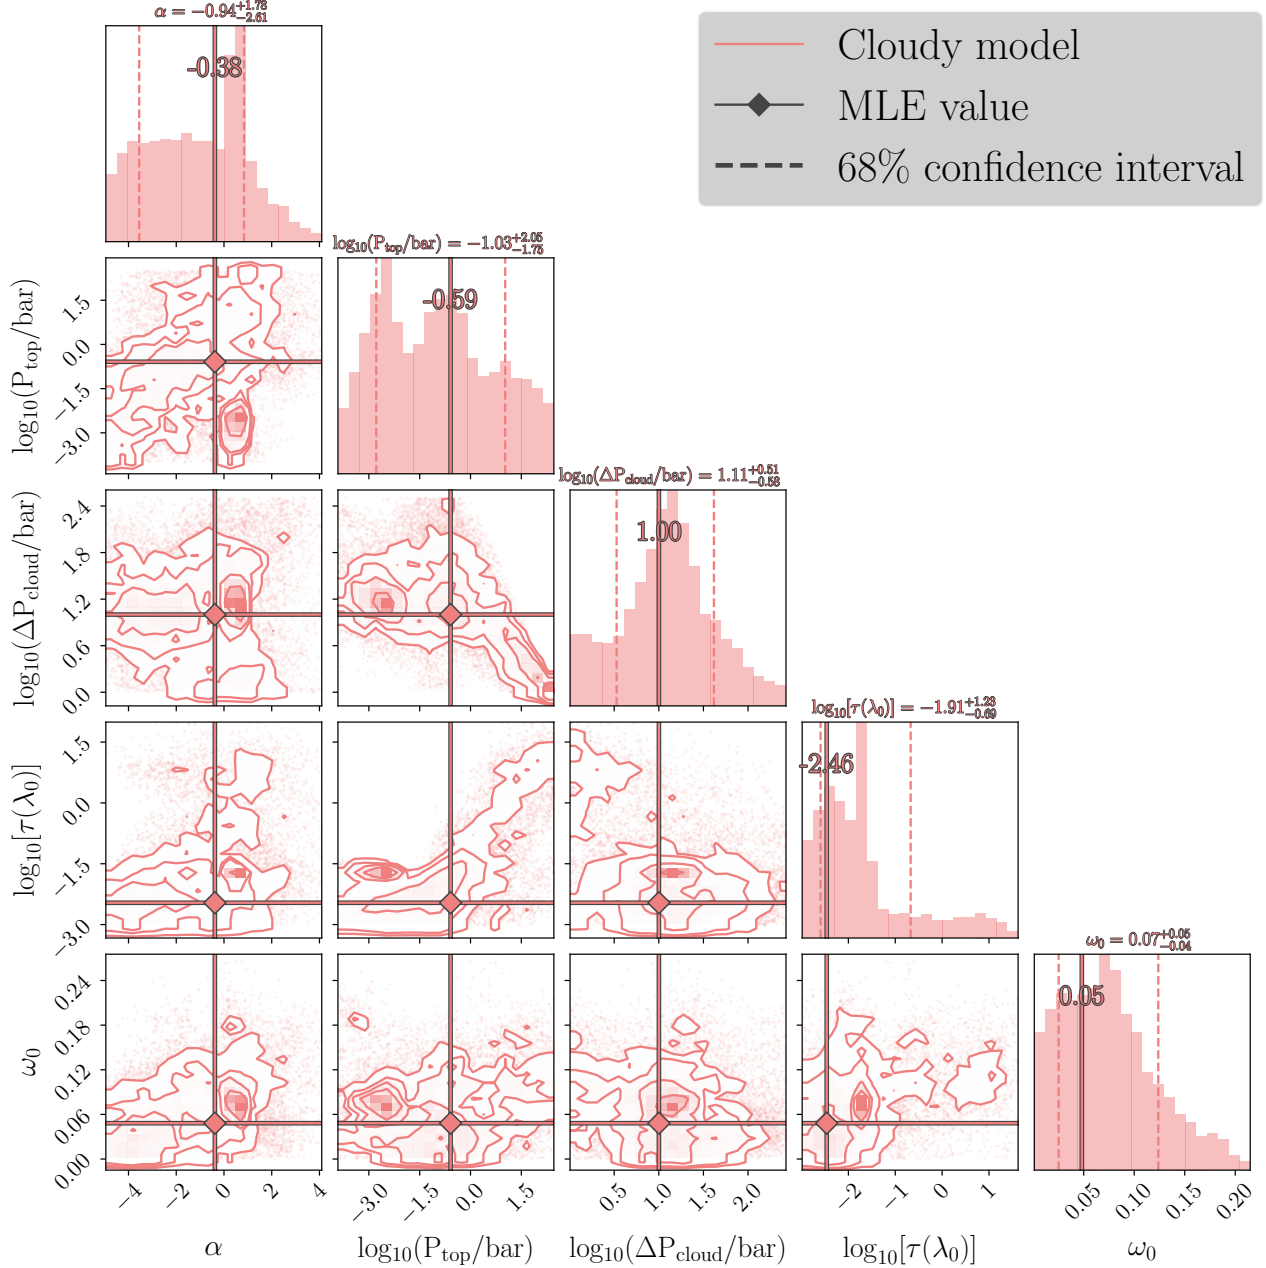 α = −0.94+1.78−2.61
Cloudy model
MLE value
68% confidence interval
-0.38
log10(Ptop/bar) = −1.03+2.05−1.75
-0.59
log10(Ptop/bar)
1.5
0.0
−1.5
−3.0
log10(ΔPcloud/bar) = 1.11+0.51−0.58
1.00
log10(ΔPcloud/bar)
2.4
1.8
1.2
0.6
0.0
log10[τ(λ0)] = −1.91+1.23−0.69
-2.46
log10[τ(λ0)]
1.5
0.0
−1.5
−3.0
ω0 = 0.07+0.05−0.04
0.05
ω0
0.24
0.18
0.12
0.06
0.00
−4 −2 0 2 4
−3.0 −1.5 0.0 1.5
0.5 1.0 1.5 2.0
−2 −1 0 1
0.05 0.10 0.15 0.20
α
log10(Ptop/bar)
log10(ΔPcloud/bar)
log10[τ(λ0)]
ω0